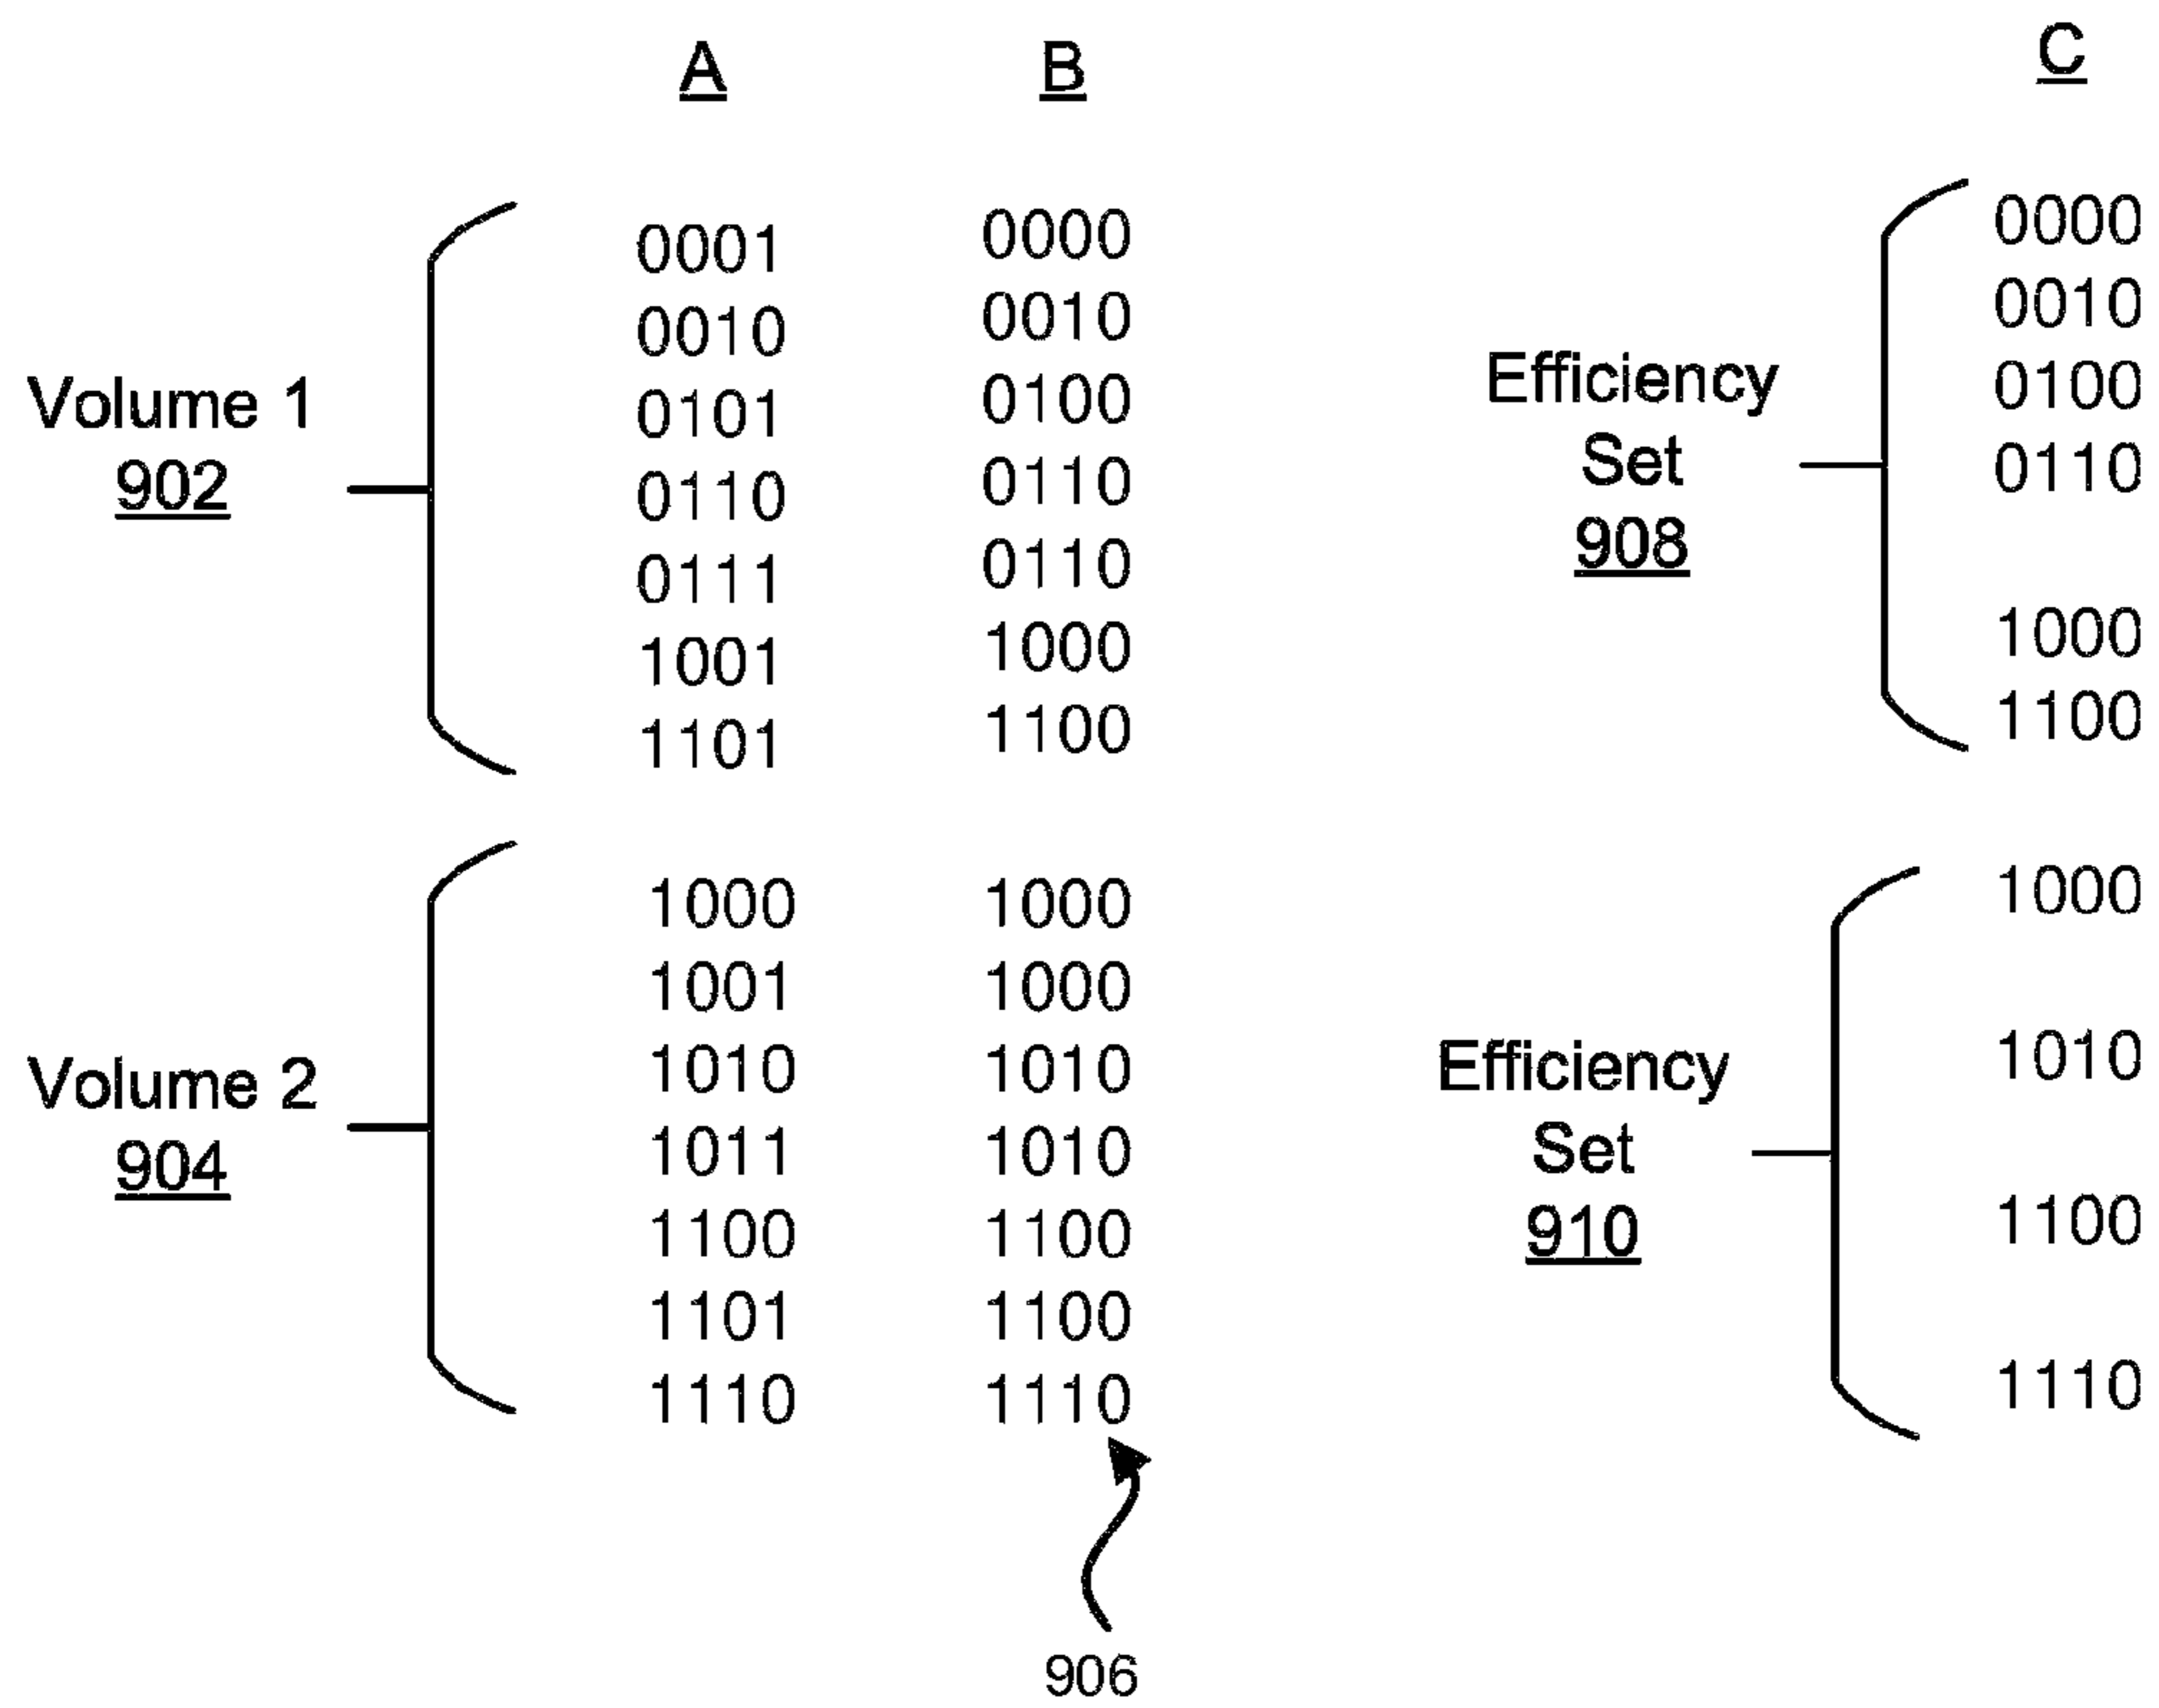 A B C
0001 0000 0000
0010 0010 0010
0101 0100 0100
0110 0110 0110
0111 0110
1001 1000 1000
1101 1100 1100
Volume 1
902
Efficiency
Set
908
1000 1000 1000
1001 1000
1010 1010 1010
1011 1010
1100 1100 1100
1101 1100
1110 1110 1110
Volume 2
904
Efficiency
Set
910
906